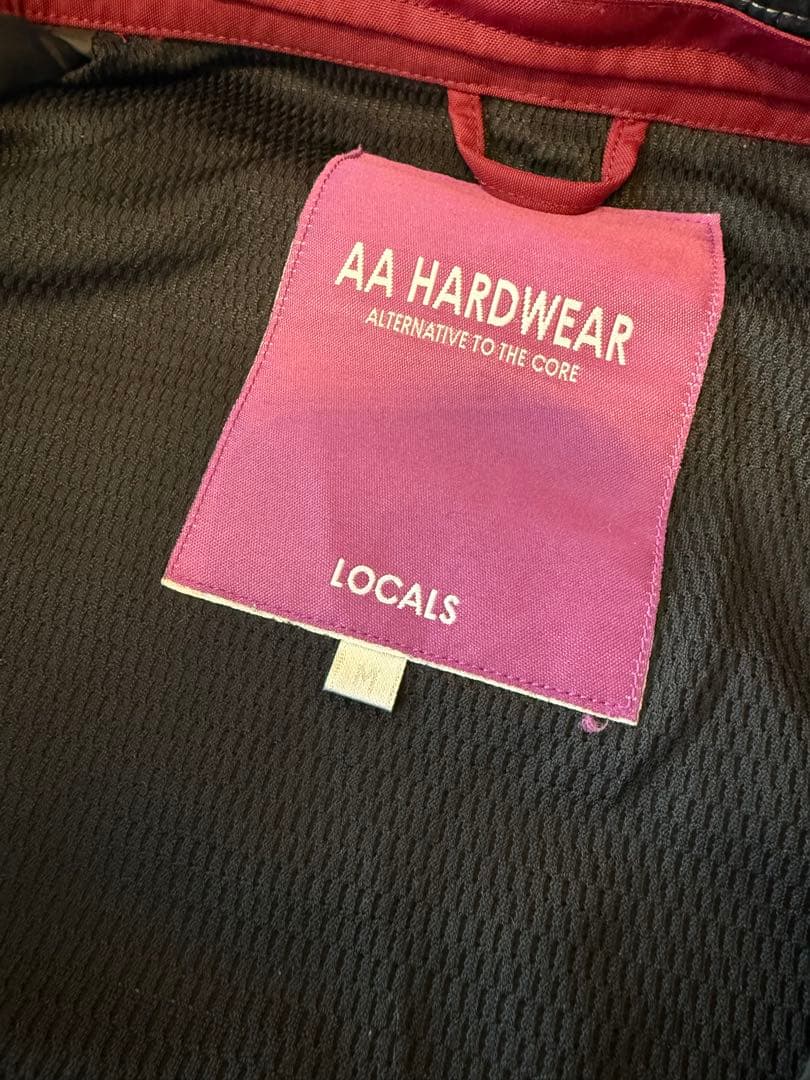 AA HARDWEAR
ALTERNATIVE TO THE CORE
LOCALS
M